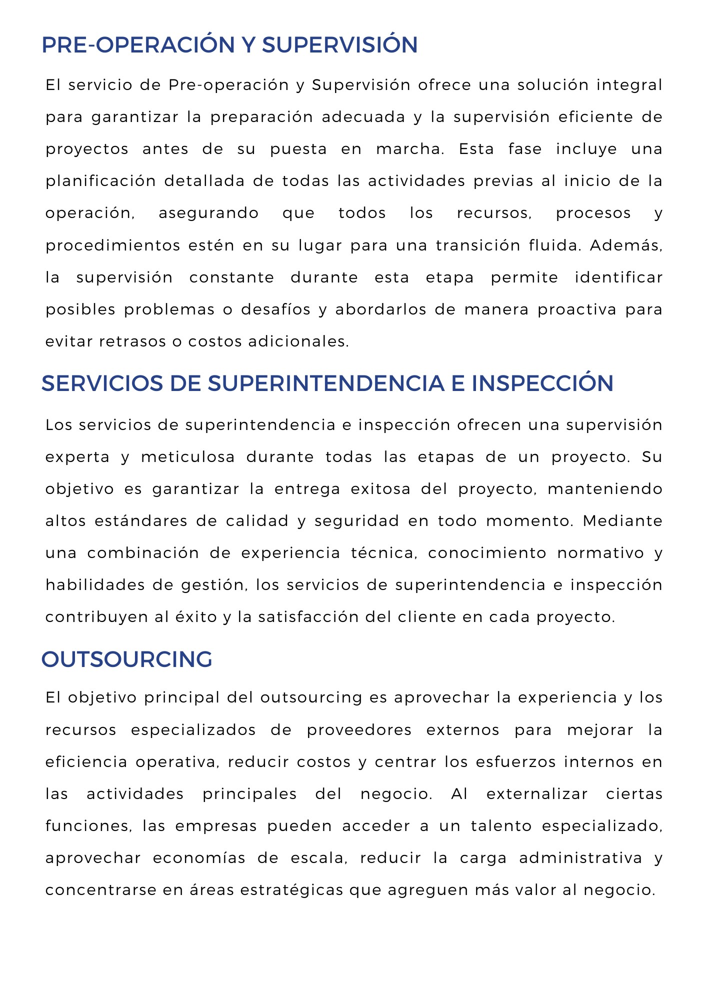 PRE-OPERACIÓN Y SUPERVISIÓN
El servicio de Pre-operación y Supervisión ofrece una solución integral
para garantizar la preparación adecuada y la supervisión eficiente de
proyectos antes de su puesta en marcha. Esta fase incluye una
planificación detallada de todas las actividades previas al inicio de la
operación, asegurando que todos los recursos, procesos y
procedimientos estén en su lugar para una transición fluida. Además,
la supervisión constante durante esta etapa permite identificar
posibles problemas o desafíos y abordarlos de manera proactiva para
evitar retrasos o costos adicionales.
SERVICIOS DE SUPERINTENDENCIA E INSPECCIÓN
Los servicios de superintendencia e inspección ofrecen una supervisión
experta y meticulosa durante todas las etapas de un proyecto. Su
objetivo es garantizar la entrega exitosa del proyecto, manteniendo
altos estándares de calidad y seguridad en todo momento. Mediante
una combinación de experiencia técnica, conocimiento normativo y
habilidades de gestión, los servicios de superintendencia e inspección
contribuyen al éxito y la satisfacción del cliente en cada proyecto.
OUTSOURCING
El objetivo principal del outsourcing es aprovechar la experiencia y los
recursos especializados de proveedores externos para mejorar la
eficiencia operativa, reducir costos y centrar los esfuerzos internos en
las actividades principales del negocio. Al externalizar ciertas
funciones, las empresas pueden acceder a un talento especializado,
aprovechar economías de escala, reducir la carga administrativa y
concentrarse en áreas estratégicas que agreguen más valor al negocio.